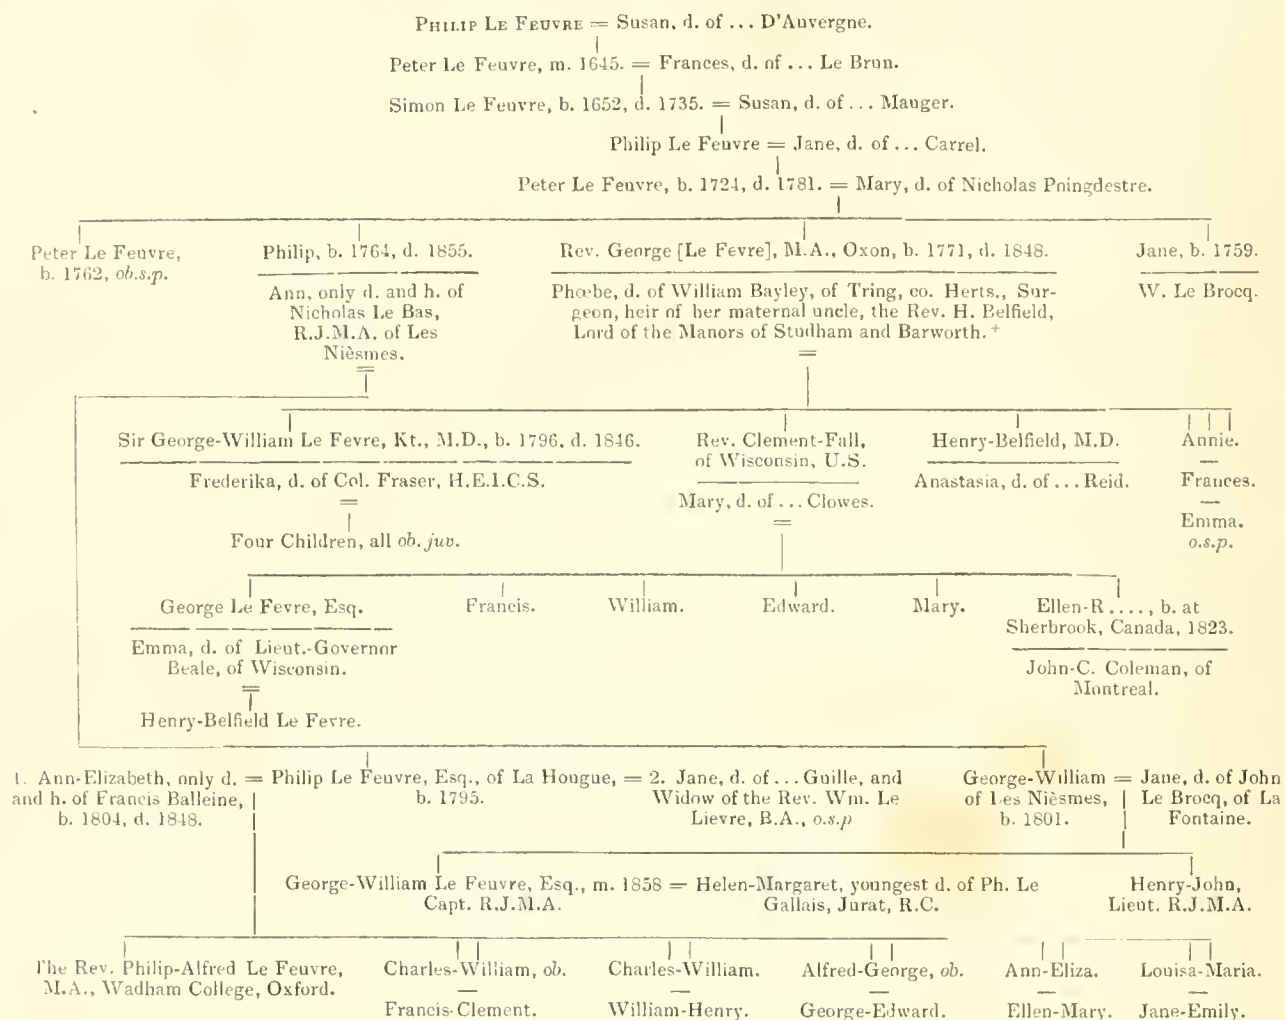 PHILIP LE FEUVRE = Susan, d. of ... D'Auvergne.
Peter Le Feuvre, m. 1645. = Frances, d. of ... Le Brun.
Simon Le Feuvre, b. 1652, d. 1735. = Susan, d. of ... Mauger.
Philip Le Feuvre = Jane, d. of ... Carrel.
Peter Le Feuvre, b. 1724, d. 1781. = Mary, d. of Nicholas Pningdestre.
Peter Le Feuvre,
b. 1762, ob.s.p.
Philip, b. 1764, d. 1855.
Ann, only d. and h. of
Nicholas Le Bas,
R.J.M.A. of Les
Nièsmes.
=
Rev. George [Le Fevre], M.A., Oxon, b. 1771, d. 1848.
Phœbe, d. of William Bayley, of Tring, co. Herts., Sur-
geon, heir of her maternal uncle, the Rev. H. Belfield,
Lord of the Manors of Studham and Barworth.+
=
Jane, b. 1759.
W. Le Brocq.
Sir George-William Le Fevre, Kt., M.D., b. 1796, d. 1846.
Frederika, d. of Col. Fraser, H.E.I.C.S.
=
Four Children, all ob. juv.
Rev. Clement-Fall,
of Wisconsin, U.S.
Mary, d. of ... Clowes.
=
Henry-Belfield, M.D.
Anastasia, d. of ... Reid.
Annie.
—
Frances.
—
Emma.
o.s.p.
George Le Fevre, Esq.
Emma, d. of Lieut.-Governor
Beale, of Wisconsin.
=
Henry-Belfield Le Fevre.
Francis.
William.
Edward.
Mary.
Ellen-R ...., b. at
Sherbrook, Canada, 1823.
John-C. Coleman, of
Montreal.
1. Ann-Elizabeth, only d. = Philip Le Feuvre, Esq., of La Hougue, = 2. Jane, d. of ... Guille, and
and h. of Francis Balleine,
b. 1804, d. 1848.
b. 1795.
Widow of the Rev. Wm. Le
Lievre, B.A., o.s.p
George-William = Jane, d. of John
of Les Nièsmes,
b. 1801.
Le Brocq, of La
Fontaine.
George-William Le Feuvre, Esq., m. 1858 = Helen-Margaret, youngest d. of Ph. Le
Capt. R.J.M.A.
Gallais, Jurat, R.C.
Henry-John,
Lieut. R.J.M.A.
The Rev. Philip-Alfred Le Feuvre,
M.A., Wadham College, Oxford.
Charles-William, ob.
—
Francis-Clement.
Charles-William.
—
William-Henry.
Alfred-George, ob.
—
George-Edward.
Ann-Eliza.
—
Ellen-Mary.
Louisa-Maria.
—
Jane-Emily.